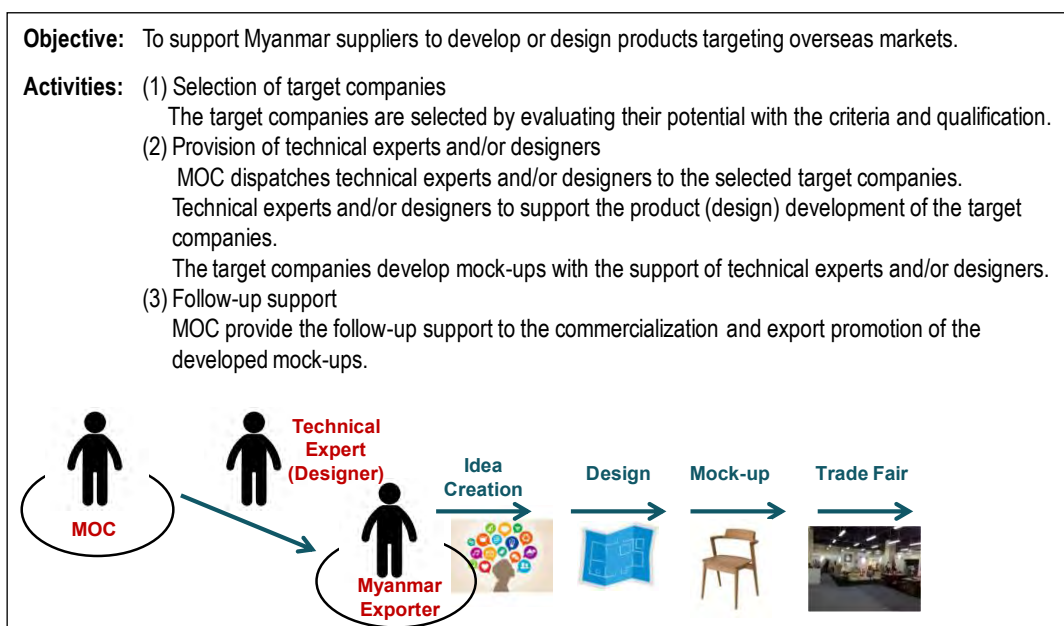 Objective: To support Myanmar suppliers to develop or design products targeting overseas markets.
Activities: (1) Selection of target companies
The target companies are selected by evaluating their potential with the criteria and qualification.
(2) Provision of technical experts and/or designers
MOC dispatches technical experts and/or designers to the selected target companies.
Technical experts and/or designers to support the product (design) development of the target
companies.
The target companies develop mock-ups with the support of technical experts and/or designers.
(3) Follow-up support
MOC provide the follow-up support to the commercialization and export promotion of the
developed mock-ups.
MOC
Technical
Expert
(Designer)
Myanmar
Exporter
Idea
Creation
Design
Mock-up
Trade Fair